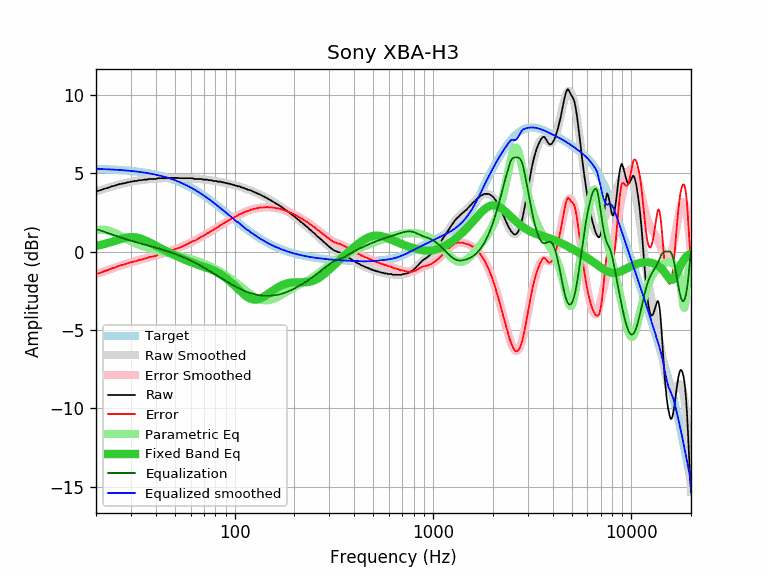 Sony XBA-H3
Amplitude (dBr)
10
5
0
−5
−10
−15
Target
Raw Smoothed
Error Smoothed
Raw
Error
Parametric Eq
Fixed Band Eq
Equalization
Equalized smoothed
100
1000
10000
Frequency (Hz)